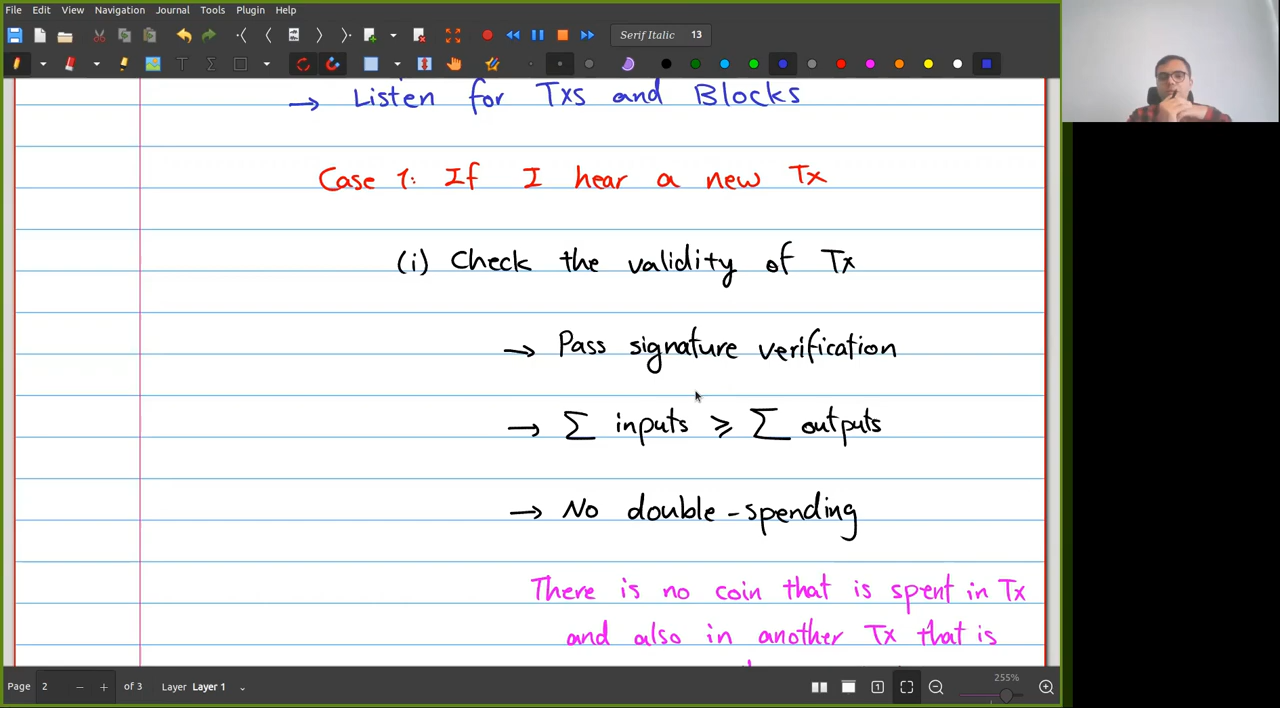 File Edit View Navigation Journal Tools Plugin Help
Serif Italic 13
→ Listen for Txs and Blocks
Case 1: If I hear a new Tx
(i) Check the validity of Tx
→ Pass signature verification
→ ∑ inputs ⩾ ∑ outputs
→ No double-spending
There is no coin that is spent in Tx
and also in another Tx that is
Page 2 − + of 3 Layer Layer 1 255%